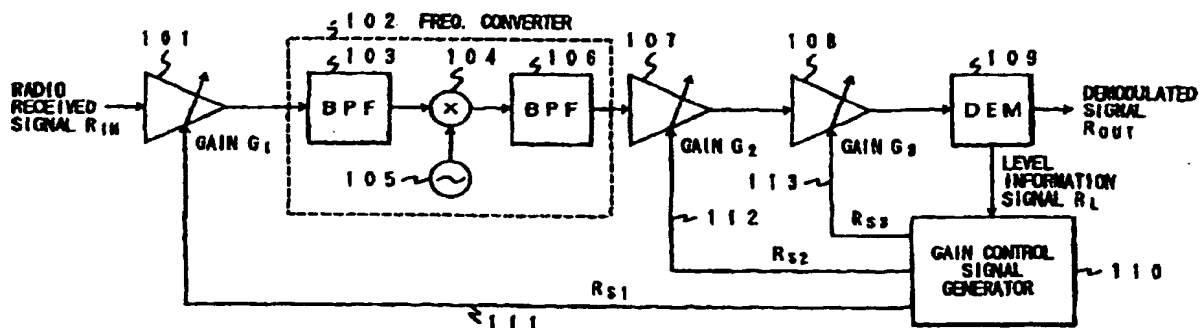 102 FREQ. CONVERTER
101
103
104
106
107
108
109
RADIO
RECEIVED
SIGNAL RIN
BPF
X
BPF
DEM
DEMODULATED
SIGNAL
ROUT
GAIN G1
GAIN G2
GAIN G3
105
113
LEVEL
INFORMATION
SIGNAL RL
112
RS3
RS2
GAIN CONTROL
SIGNAL
GENERATOR
110
RS1
111